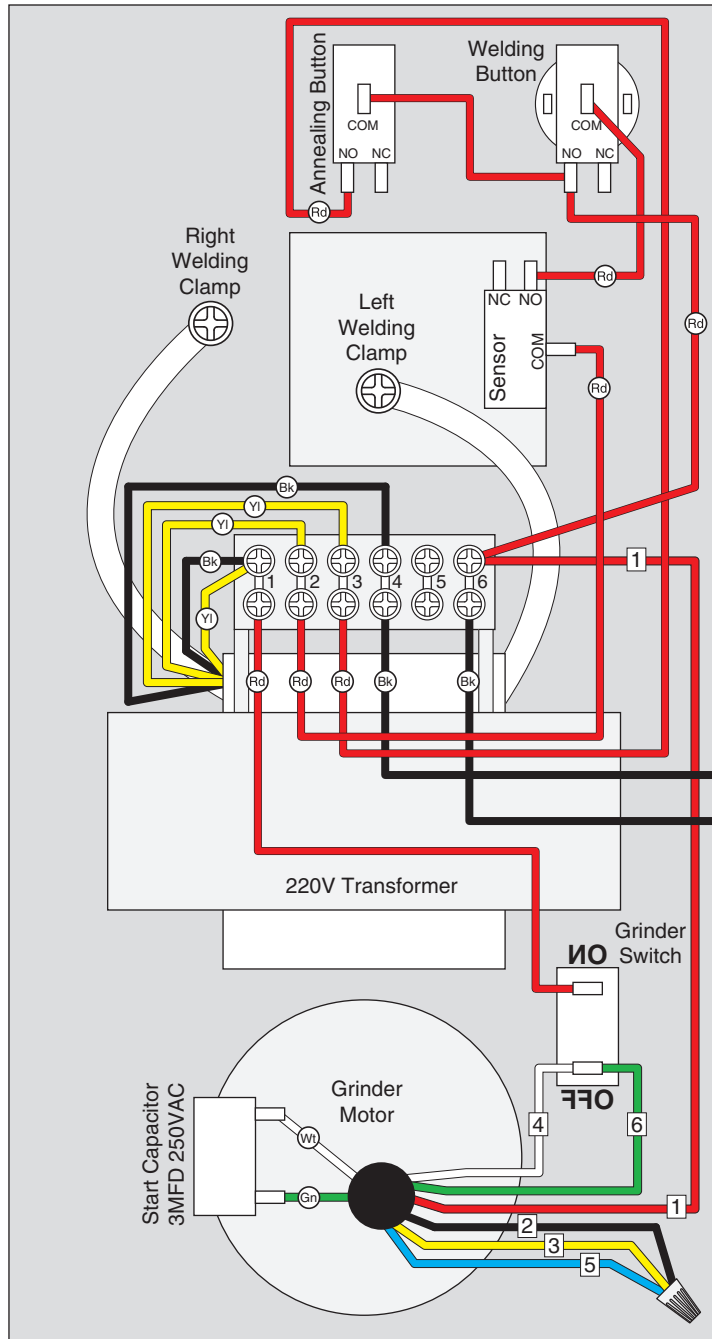 Annealing Button
COM
NO
NC
Rd
Welding
Button
COM
NO
NC
Right
Welding
Clamp
Left
Welding
Clamp
NC
NO
COM
Sensor
Rd
Rd
Rd
Bk
Yl
Yl
Bk
Yl
1
2
3
4
5
6
1
Rd
Rd
Rd
Bk
Bk
220V Transformer
Grinder
Switch
ON
OFF
4
6
Grinder
Motor
Start Capacitor
3MFD 250VAC
Wt
Gn
1
2
3
5